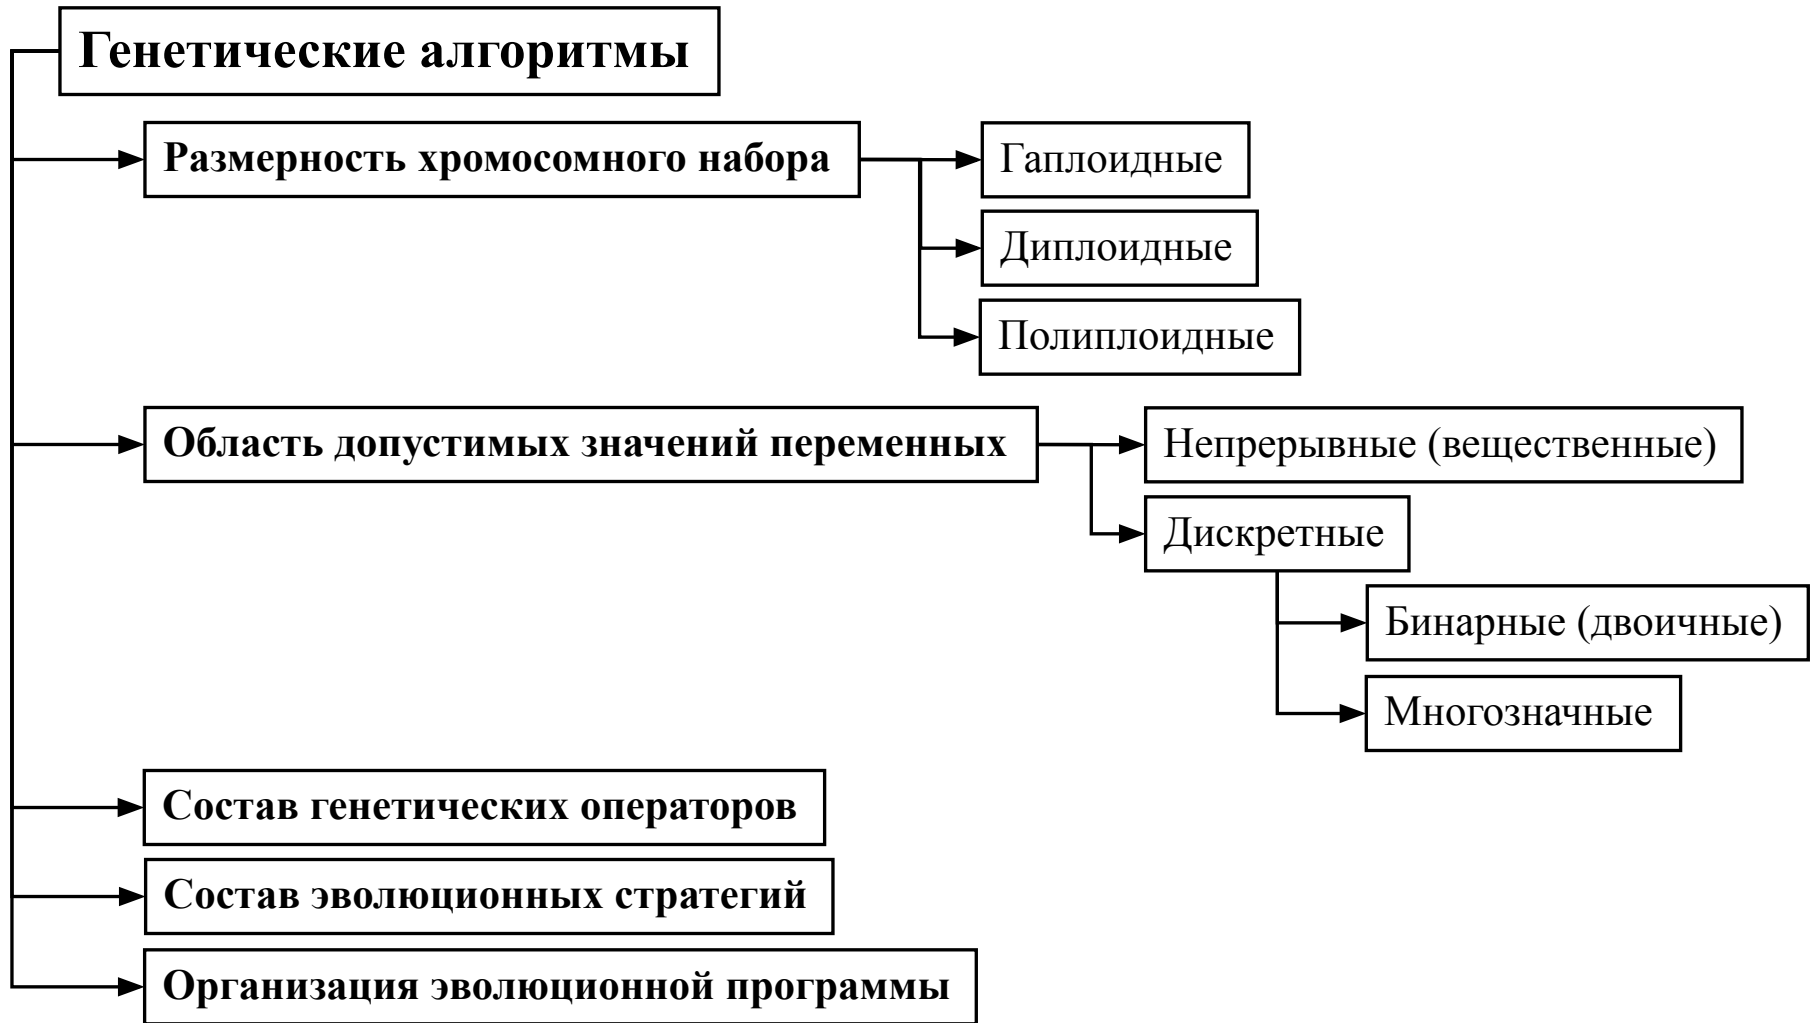 Генетические алгоритмы
Размерность хромосомного набора
Гаплоидные
Диплоидные
Полиплоидные
Область допустимых значений переменных
Непрерывные (вещественные)
Дискретные
Бинарные (двоичные)
Многозначные
Состав генетических операторов
Состав эволюционных стратегий
Организация эволюционной программы